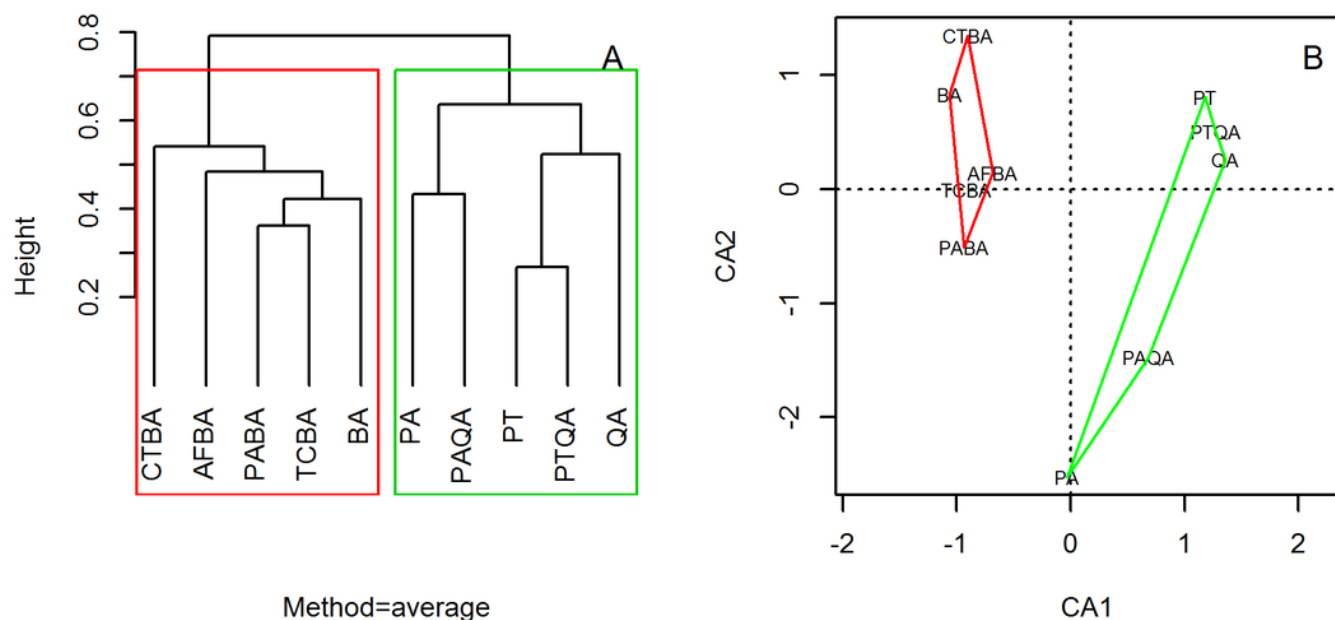 A
Height
0.8
0.6
0.4
0.2
CTBA
AFBA
PABA
TCBA
BA
PA
PAQA
PT
PTQA
QA
Method=average
B
CA2
1
0
-1
-2
CTBA
BA
PT
PTQA
QA
AFBA
TCBA
PABA
PAQA
PA
-2 -1 0 1 2
CA1